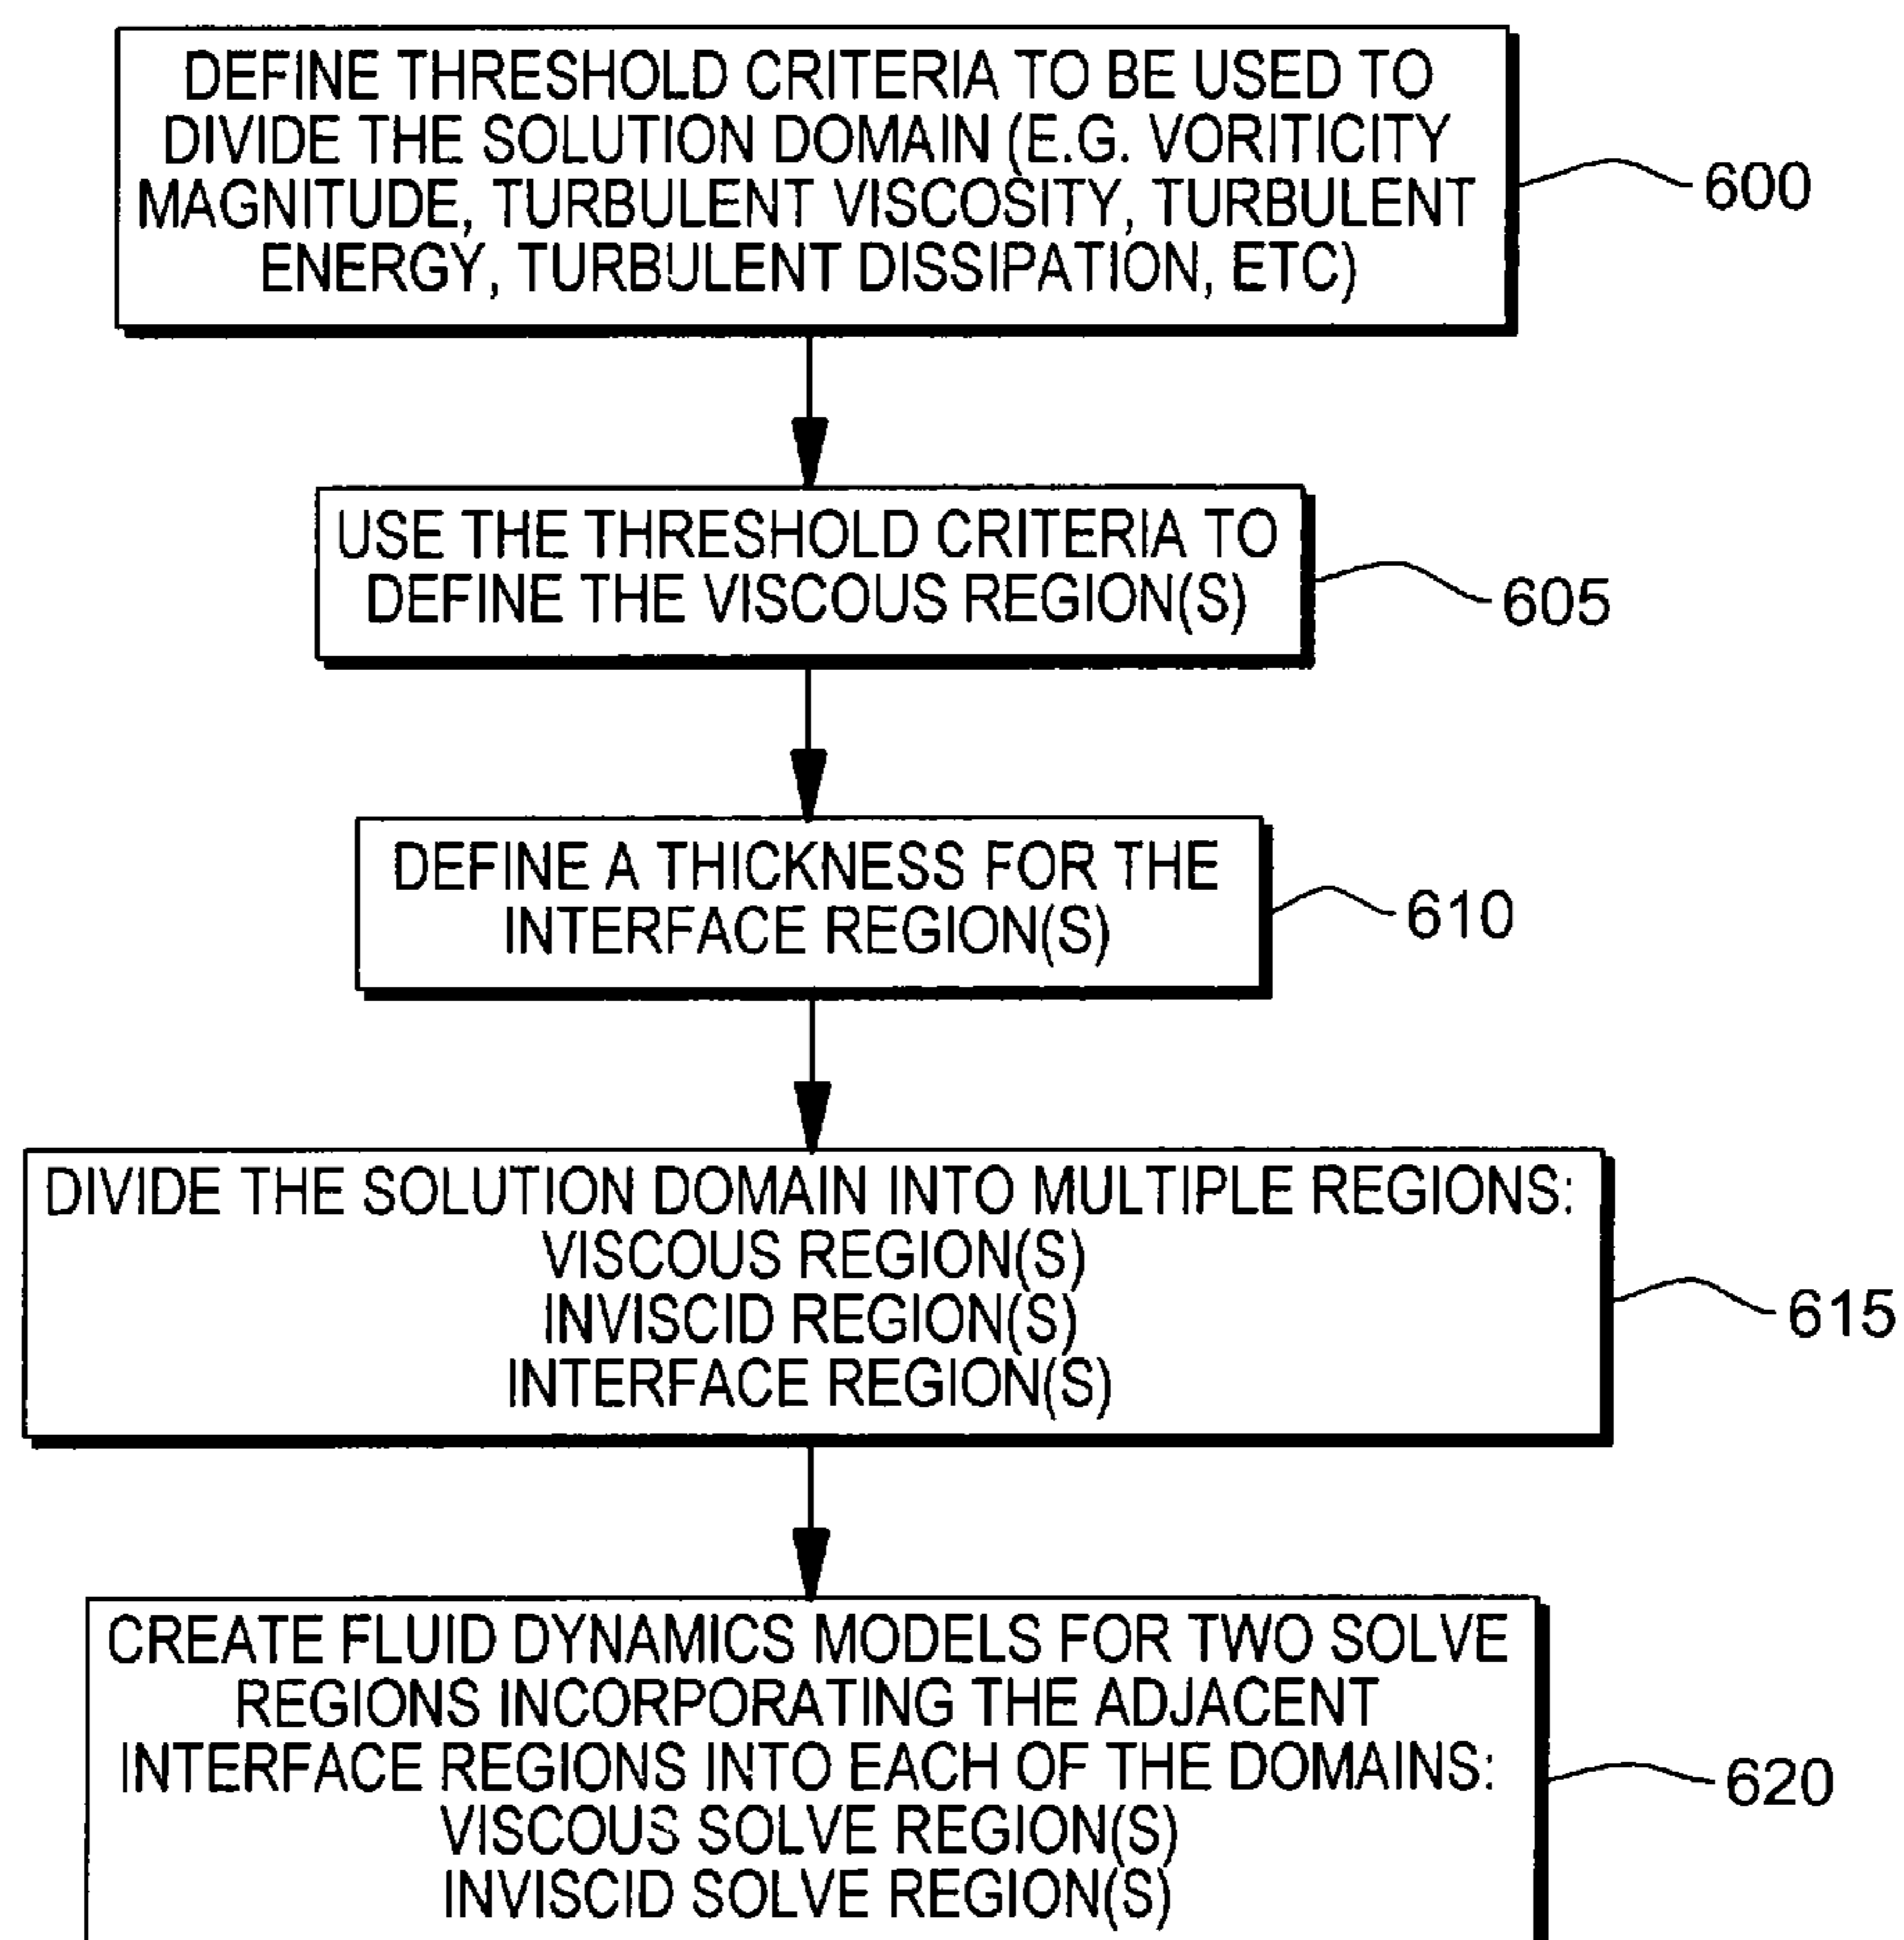 DEFINE THRESHOLD CRITERIA TO BE USED TO
DIVIDE THE SOLUTION DOMAIN (E.G. VORITICITY
MAGNITUDE, TURBULENT VISCOSITY, TURBULENT
ENERGY, TURBULENT DISSIPATION, ETC)
600
USE THE THRESHOLD CRITERIA TO
DEFINE THE VISCOUS REGION(S)
605
DEFINE A THICKNESS FOR THE
INTERFACE REGION(S)
610
DIVIDE THE SOLUTION DOMAIN INTO MULTIPLE REGIONS:
VISCOUS REGION(S)
INVISCID REGION(S)
INTERFACE REGION(S)
615
CREATE FLUID DYNAMICS MODELS FOR TWO SOLVE
REGIONS INCORPORATING THE ADJACENT
INTERFACE REGIONS INTO EACH OF THE DOMAINS:
VISCOUS SOLVE REGION(S)
INVISCID SOLVE REGION(S)
620